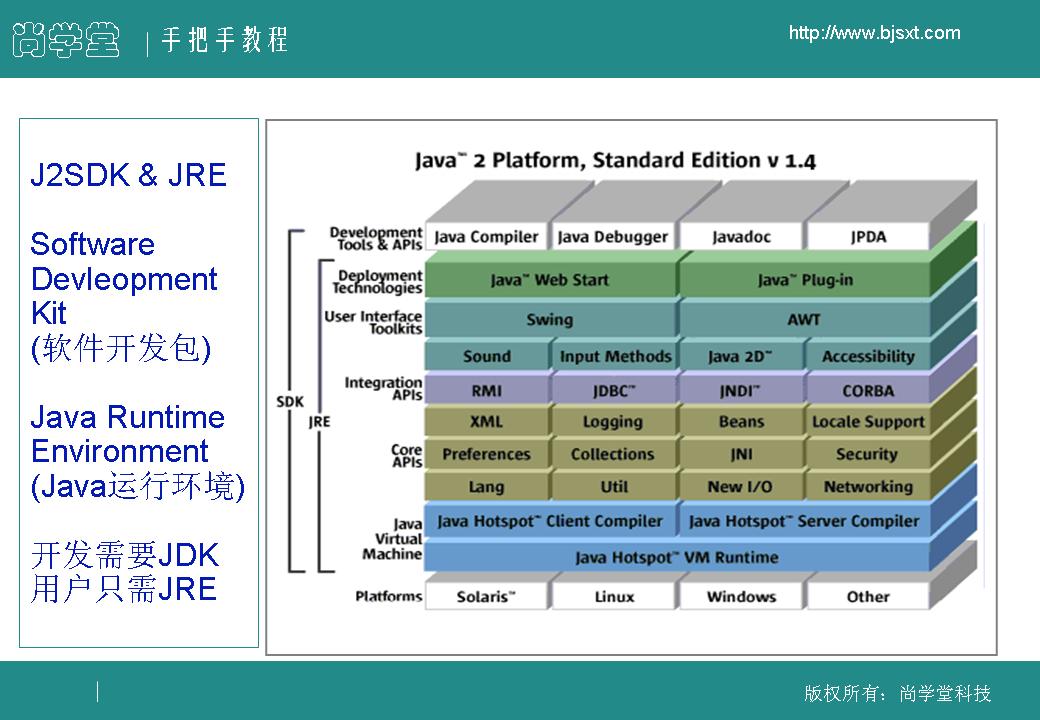 尚学堂
手把手教程
http://www.bjsxt.com
J2SDK & JRE
Software
Devleopment
Kit
(软件开发包)
Java Runtime
Environment
(Java运行环境)
开发需要JDK
用户只需JRE
Java™ 2 Platform, Standard Edition v 1.4
SDK
JRE
Development
Tools & APIs
Java Compiler
Java Debugger
Javadoc
JPDA
Deployment
Technologies
Java™ Web Start
Java™ Plug-in
User Interface
Toolkits
Swing
AWT
Sound
Input Methods
Java 2D™
Accessibility
Integration
APIs
RMI
JDBC™
JNDI™
CORBA
Core
APIs
XML
Logging
Beans
Locale Support
Preferences
Collections
JNI
Security
Lang
Util
New I/O
Networking
Java
Virtual
Machine
Java Hotspot™ Client Compiler
Java Hotspot™ Server Compiler
Java Hotspot™ VM Runtime
Platforms
Solaris™
Linux
Windows
Other
版权所有：尚学堂科技